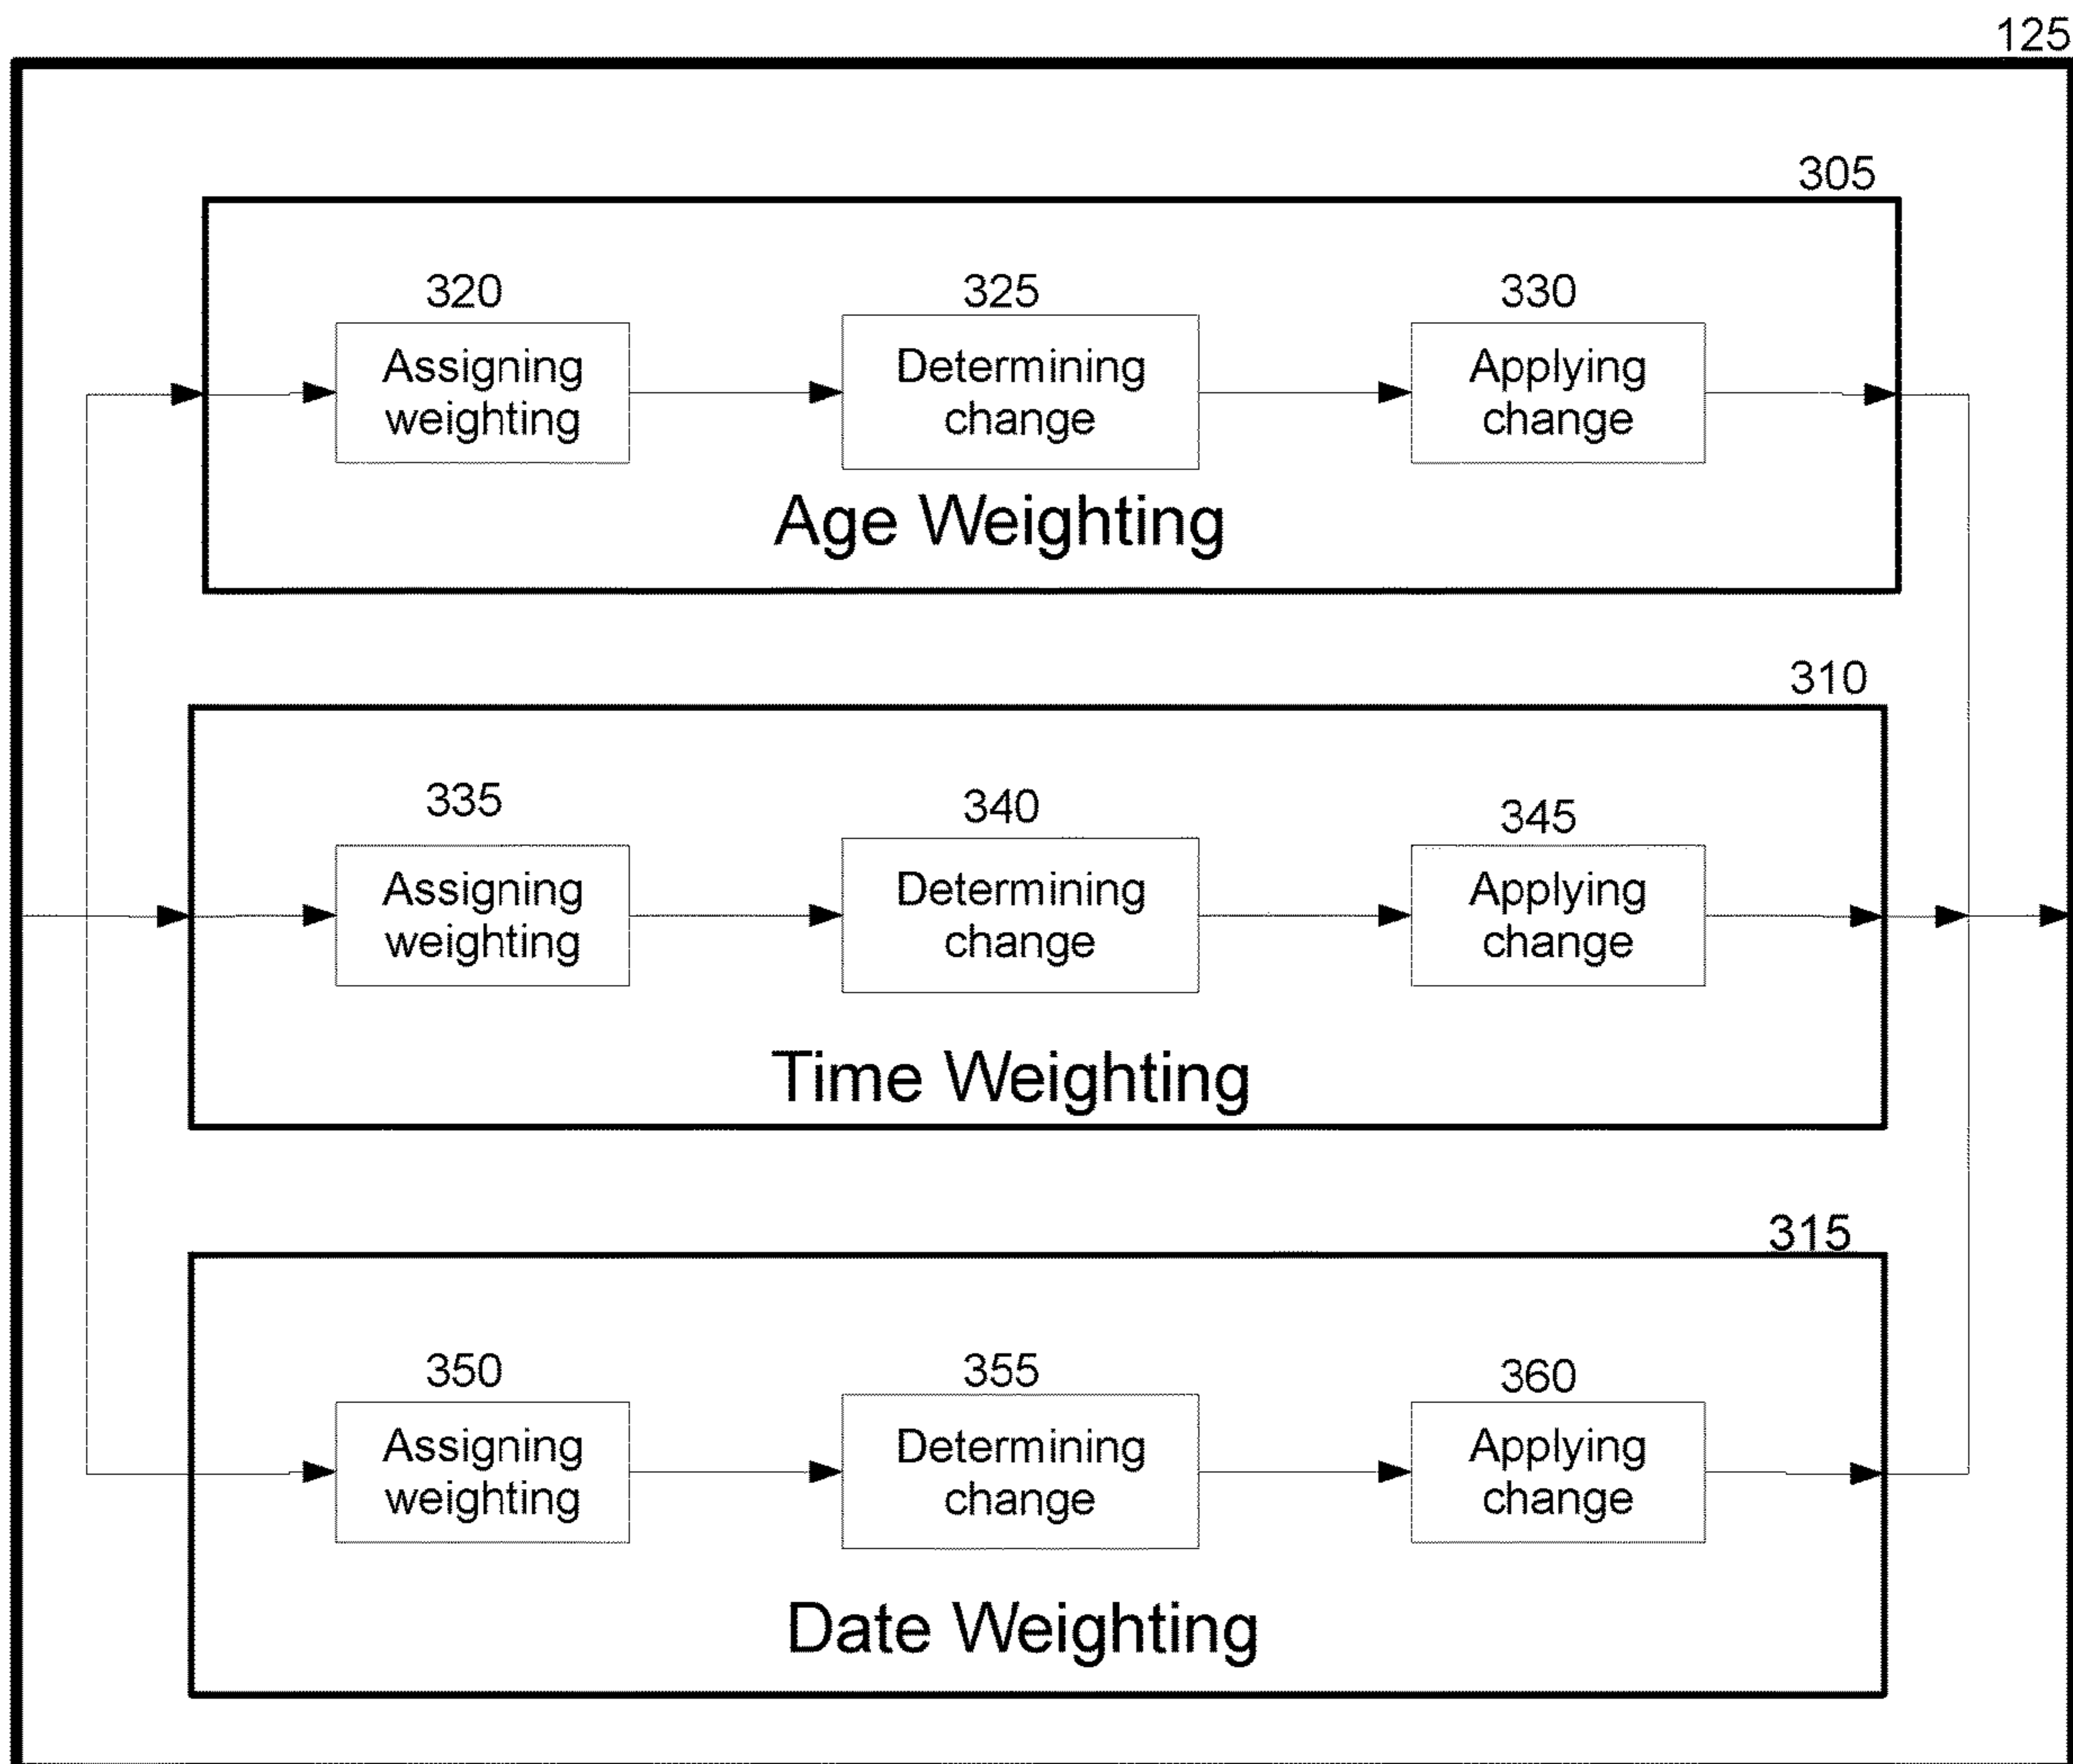 125
305
320
325
330
Assigning
weighting
Determining
change
Applying
change
Age Weighting
310
335
340
345
Assigning
weighting
Determining
change
Applying
change
Time Weighting
315
350
355
360
Assigning
weighting
Determining
change
Applying
change
Date Weighting